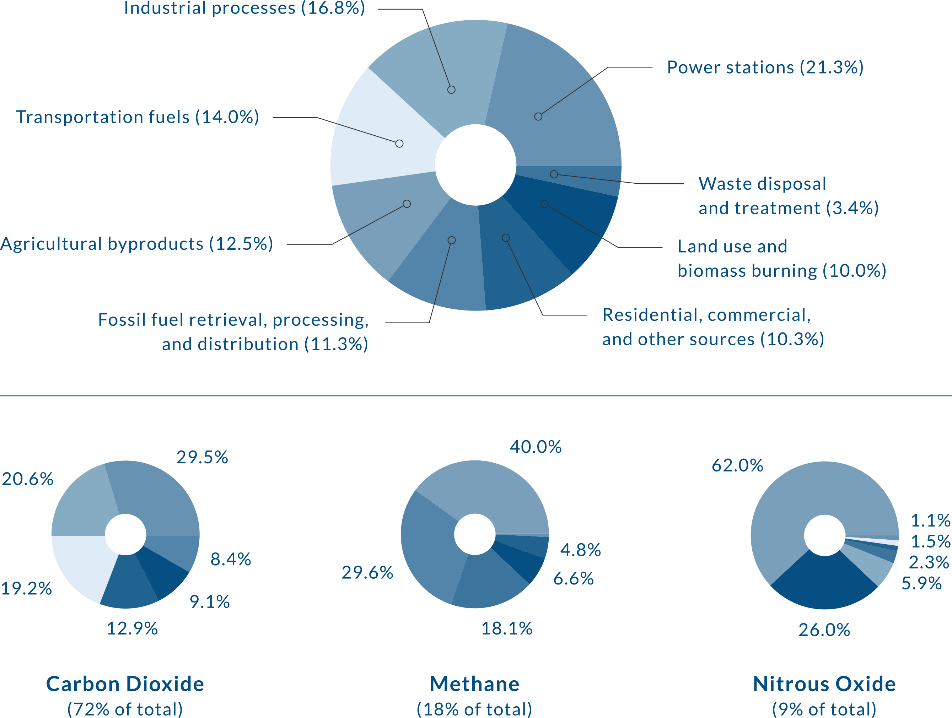 Industrial processes (16.8%)
Power stations (21.3%)
Transportation fuels (14.0%)
Waste disposal
and treatment (3.4%)
Agricultural byproducts (12.5%)
Land use and
biomass burning (10.0%)
Fossil fuel retrieval, processing,
and distribution (11.3%)
Residential, commercial,
and other sources (10.3%)
20.6%
29.5%
19.2%
8.4%
9.1%
12.9%
Carbon Dioxide
(72% of total)
40.0%
29.6%
4.8%
6.6%
18.1%
Methane
(18% of total)
62.0%
1.1%
1.5%
2.3%
5.9%
26.0%
Nitrous Oxide
(9% of total)